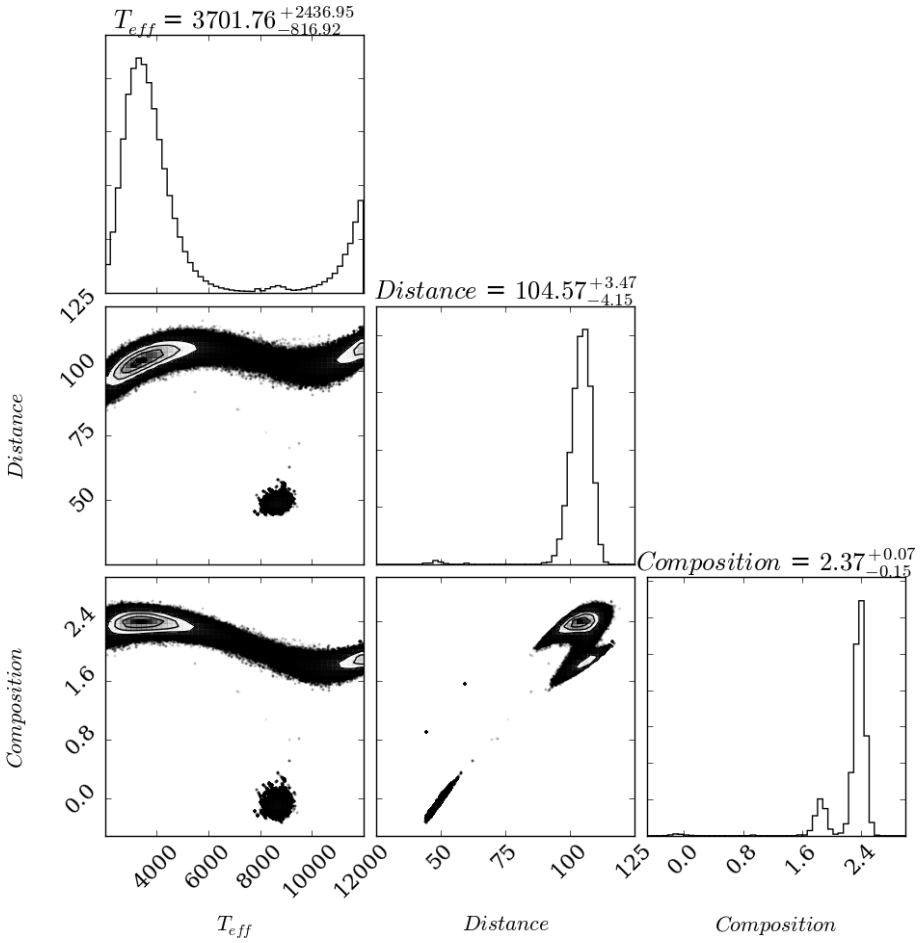 T_eff = 3701.76 +2436.95 −816.92
125
Distance = 104.57 +3.47 −4.15
100
75
50
Distance
Composition = 2.37 +0.07 −0.15
2.4
1.6
0.8
0.0
Composition
4000 6000 8000 10000 12000 50 75 100 125 0.0 0.8 1.6 2.4
T_eff Distance Composition